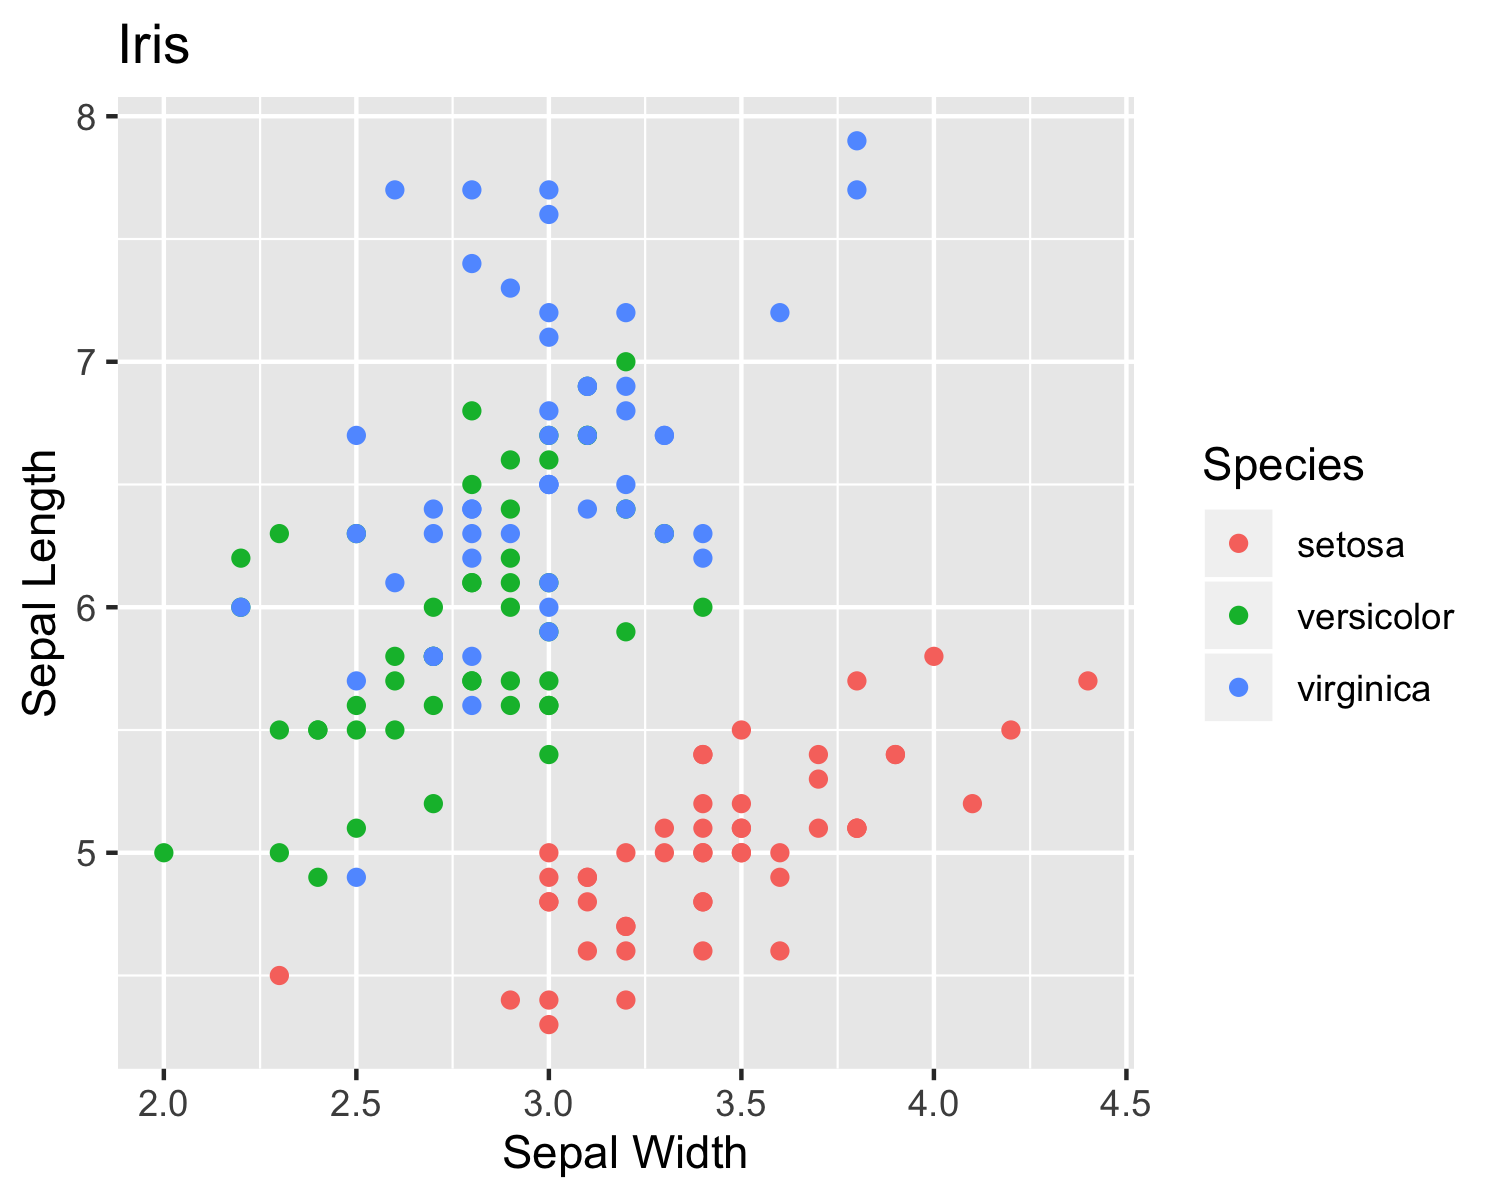 Iris
8
7
6
5
Sepal Length
2.0 2.5 3.0 3.5 4.0 4.5
Sepal Width
Species
setosa
versicolor
virginica